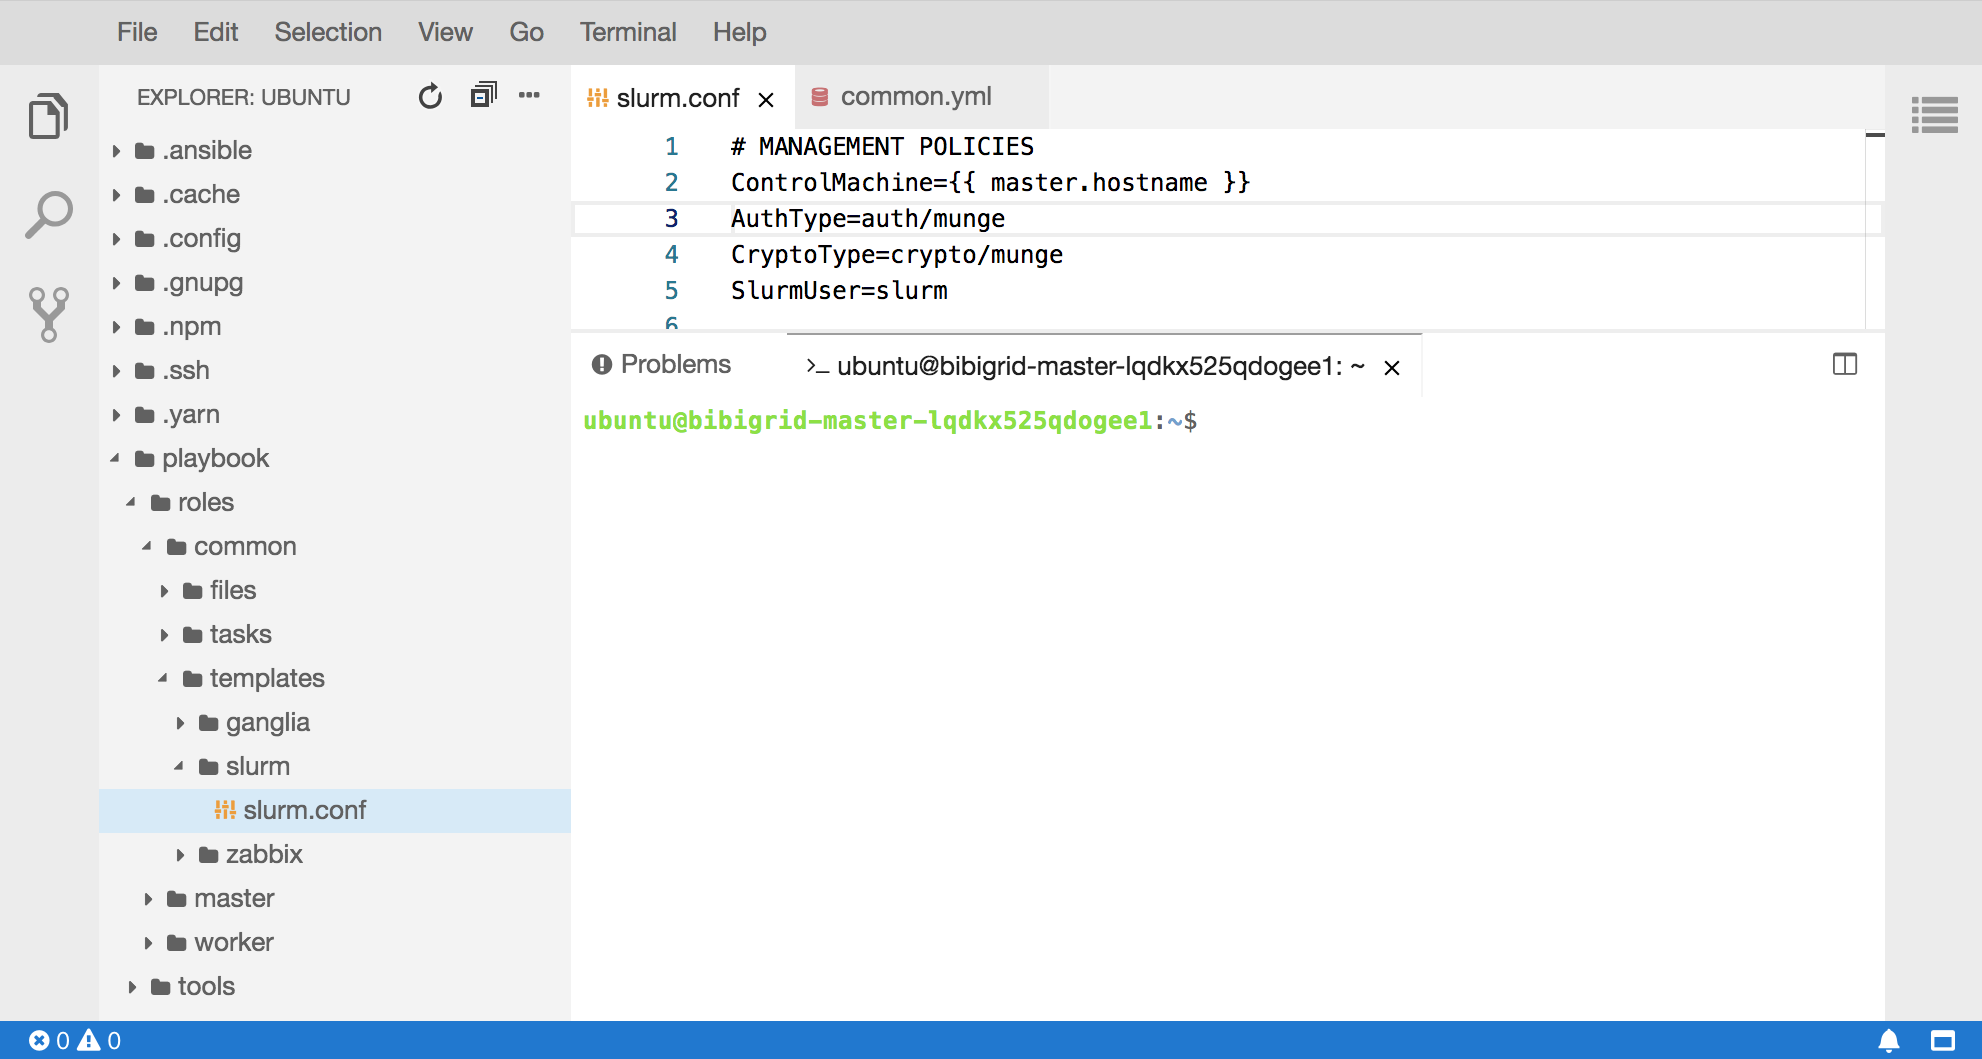 File Edit Selection View Go Terminal Help
EXPLORER: UBUNTU
.ansible
.cache
.config
.gnupg
.npm
.ssh
.yarn
playbook
roles
common
files
tasks
templates
ganglia
slurm
slurm.conf
zabbix
master
worker
tools
slurm.conf common.yml
1 # MANAGEMENT POLICIES
2 ControlMachine={{ master.hostname }}
3 AuthType=auth/munge
4 CryptoType=crypto/munge
5 SlurmUser=slurm
6
Problems >_ ubuntu@bibigrid-master-lqdkx525qdogee1: ~
ubuntu@bibigrid-master-lqdkx525qdogee1:~$
0 0